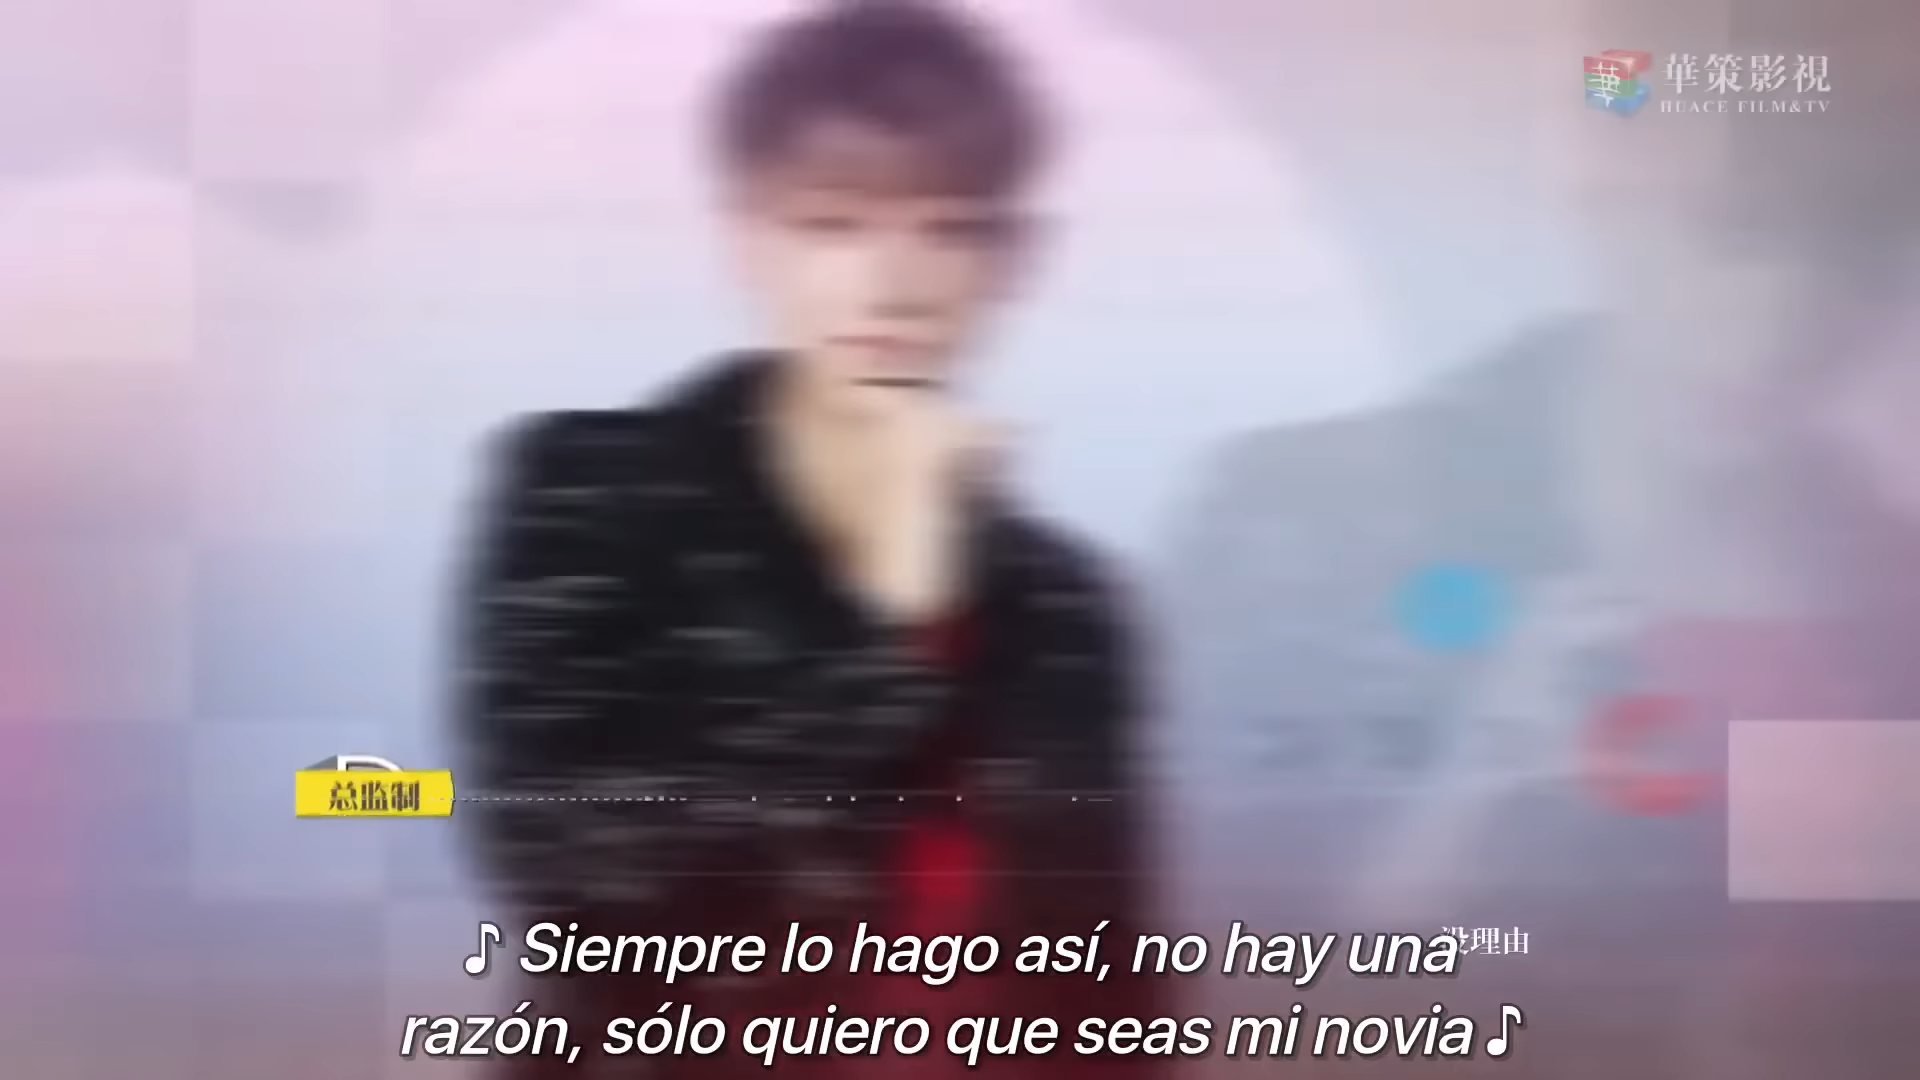 華策影視
HUACE FILM&TV
总监制
没理由
♪ Siempre lo hago así, no hay una
razón, sólo quiero que seas mi novia ♪